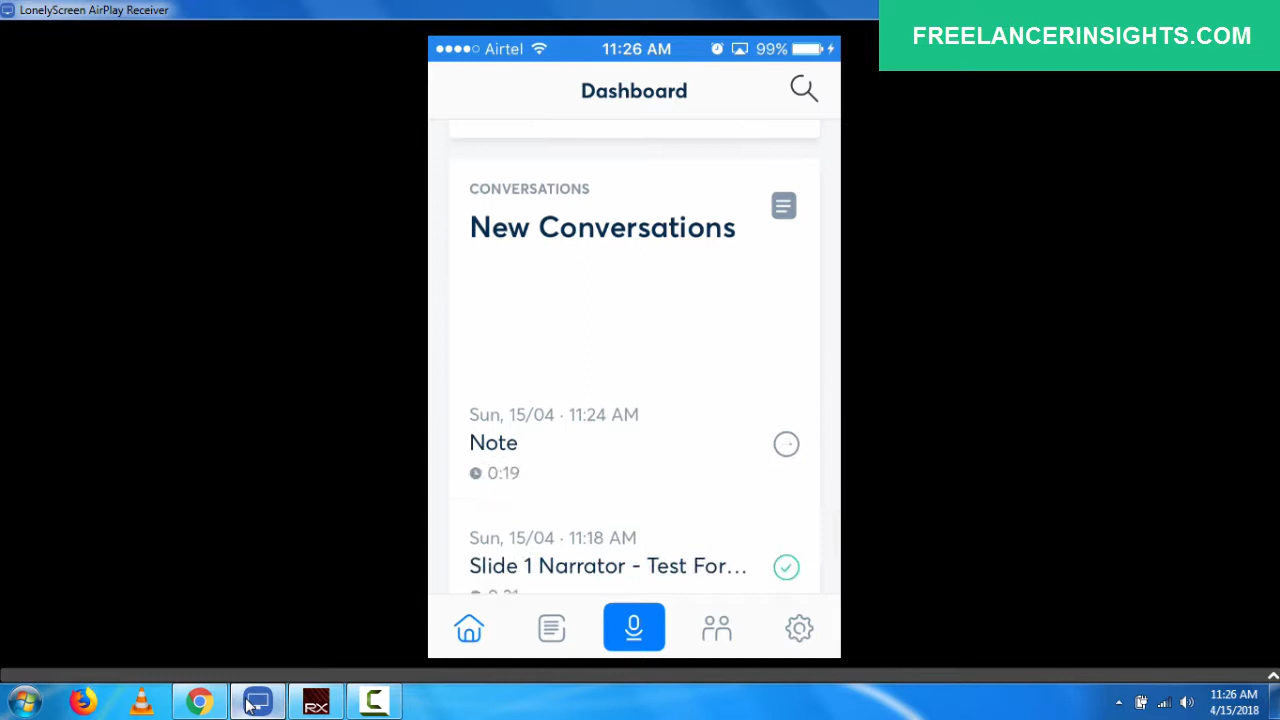 LonelyScreen AirPlay Receiver
FREELANCERINSIGHTS.COM
Airtel 11:26 AM 99%
Dashboard
CONVERSATIONS
New Conversations
Sun, 15/04 · 11:24 AM
Note
0:19
Sun, 15/04 · 11:18 AM
Slide 1 Narrator - Test For...
RX
11:26 AM
4/15/2018